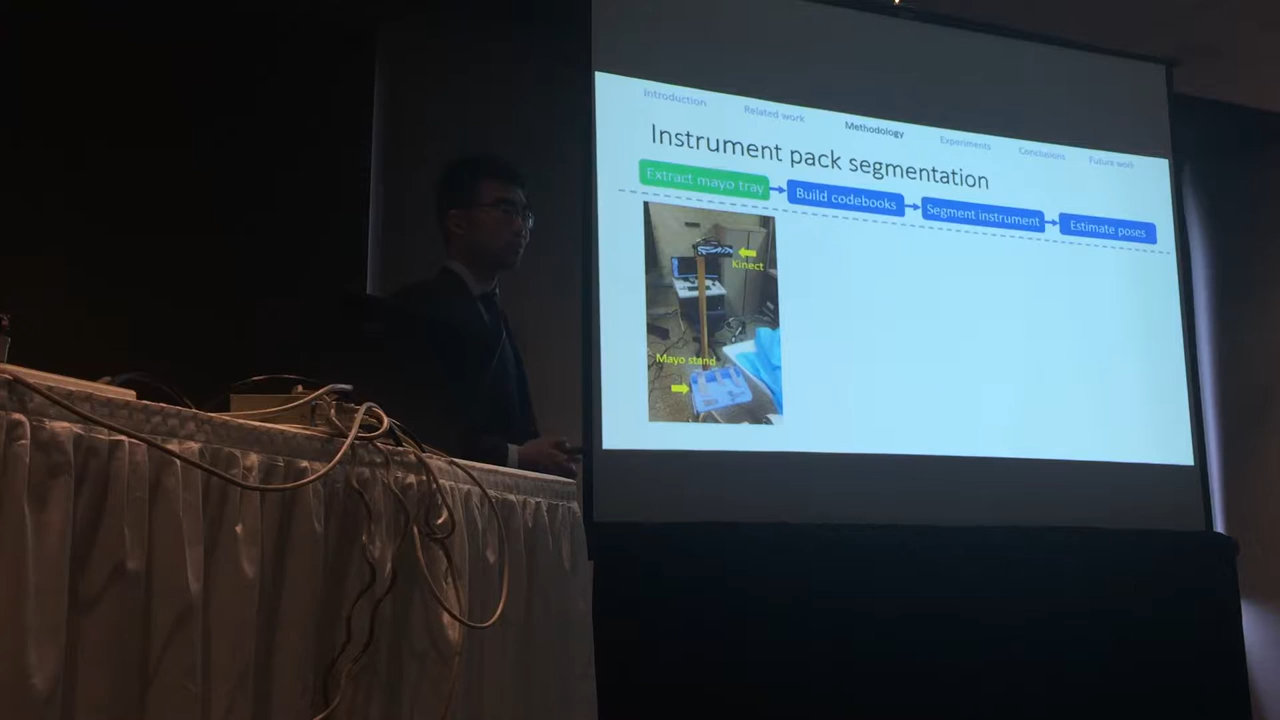 Introduction Related work Methodology Experiments Conclusions Future work
Instrument pack segmentation
Extract mayo tray Build codebooks Segment instrument Estimate poses
Kinect
Mayo stand